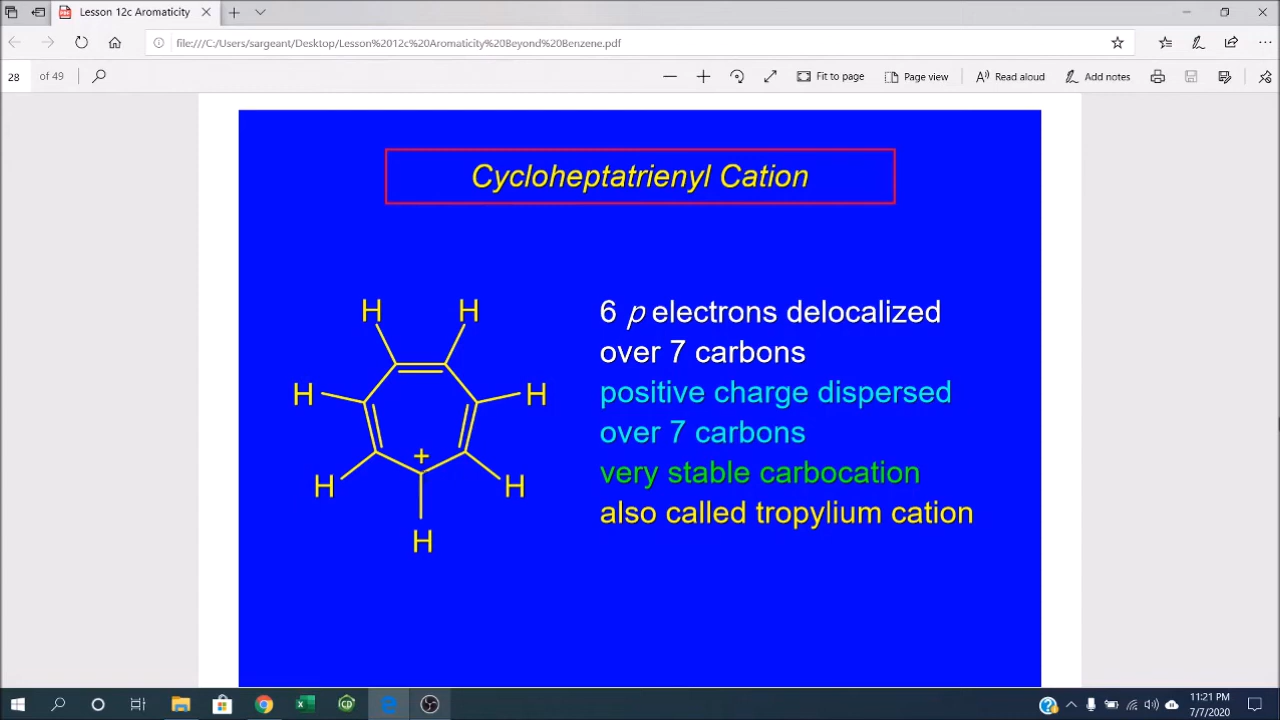 Lesson 12c Aromaticity
file:///C:/Users/sargeant/Desktop/Lesson%2012c%20Aromaticity%20Beyond%20Benzene.pdf
28 of 49
Fit to page
Page view
Read aloud
Add notes
Cycloheptatrienyl Cation
H H
H H
+
H H
H
6 p electrons delocalized
over 7 carbons
positive charge dispersed
over 7 carbons
very stable carbocation
also called tropylium cation
11:21 PM
7/7/2020